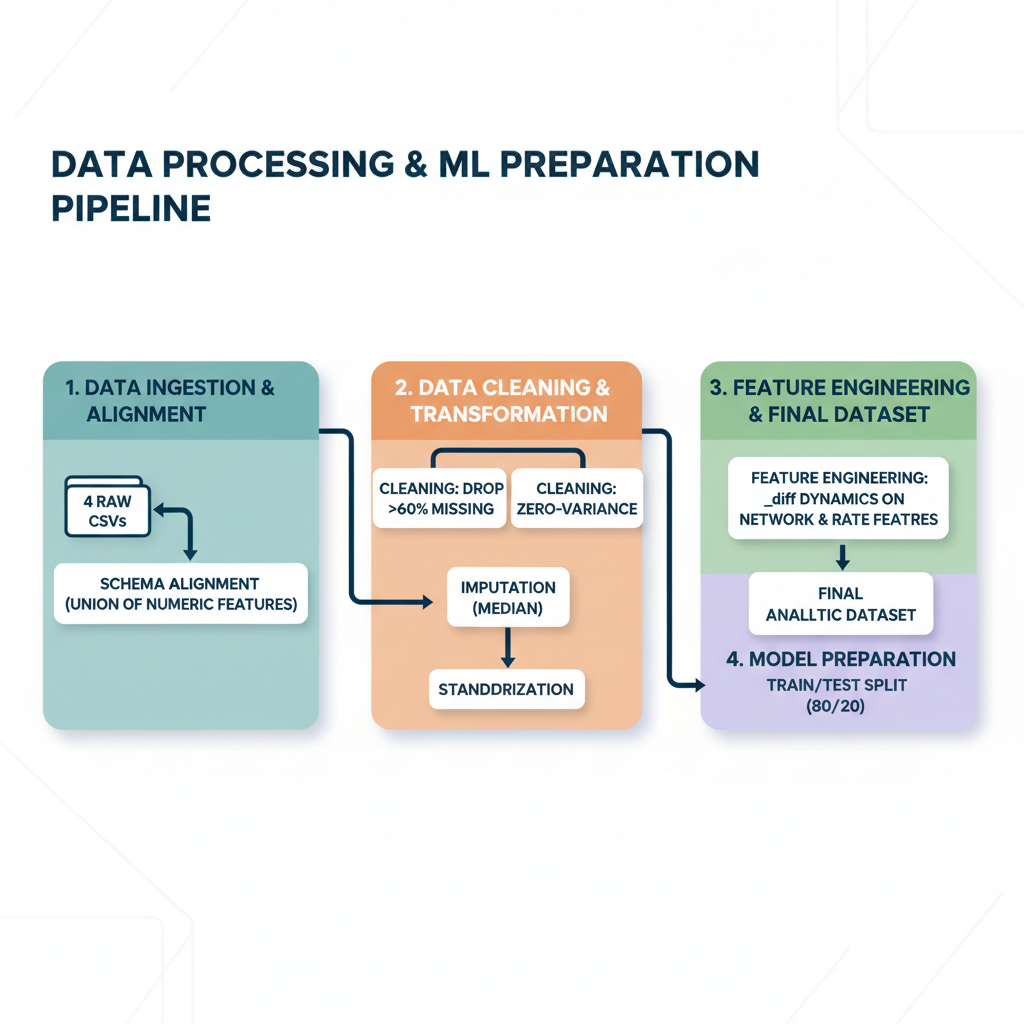 DATA PROCESSING & ML PREPARATION
PIPELINE
1. DATA INGESTION &
ALIGNMENT
4 RAW
CSVs
SCHEMA ALIGNMENT
(UNION OF NUMERIC FEATURES)
2. DATA CLEANING &
TRANSFORMATION
CLEANING: DROP
>60% MISSING
CLEANING:
ZERO-VARIANCE
IMPUTATION
(MEDIAN)
STANDDRIZATION
3. FEATURE ENGINEERING
& FINAL DATASET
FEATURE ENGINEERING:
_diff DYNAMICS ON
NETWORK & RATE FEATRES
FINAL
ANALLTIC DATASET
4. MODEL PREPARATION
TRAIN/TEST SPLIT
(80/20)